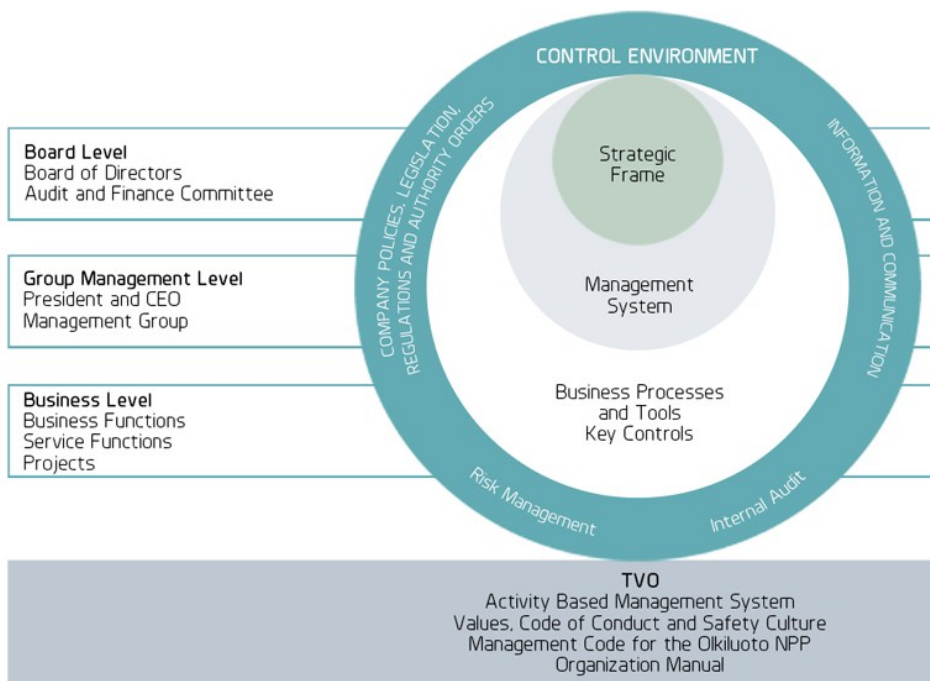 CONTROL ENVIRONMENT
COMPANY POLICIES, LEGISLATION,
REGULATIONS AND AUTHORITY ORDERS
INFORMATION AND COMMUNICATION
Strategic
Frame
Board Level
Board of Directors
Audit and Finance Committee
Group Management Level
President and CEO
Management Group
Management
System
Business Level
Business Functions
Service Functions
Projects
Business Processes
and Tools
Key Controls
Risk Management
Internal Audit
TVO
Activity Based Management System
Values, Code of Conduct and Safety Culture
Management Code for the Olkiluoto NPP
Organization Manual